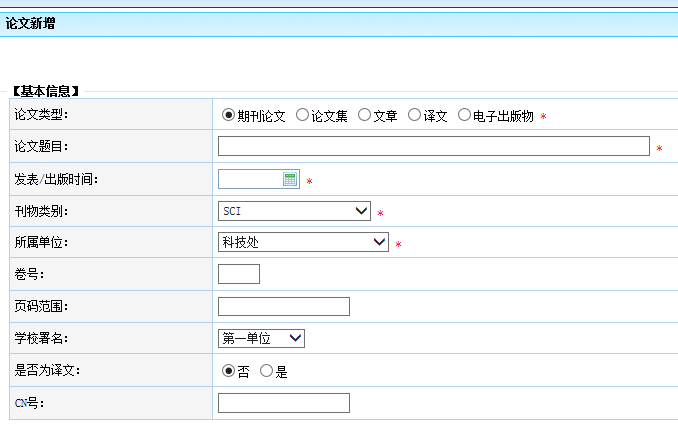 论文新增
【基本信息】
论文类型： 期刊论文 论文集 文章 译文 电子出版物 *
论文题目： *
发表/出版时间： *
刊物类别： SCI *
所属单位： 科技处 *
卷号：
页码范围：
学校署名： 第一单位
是否为译文： 否 是
CN号：